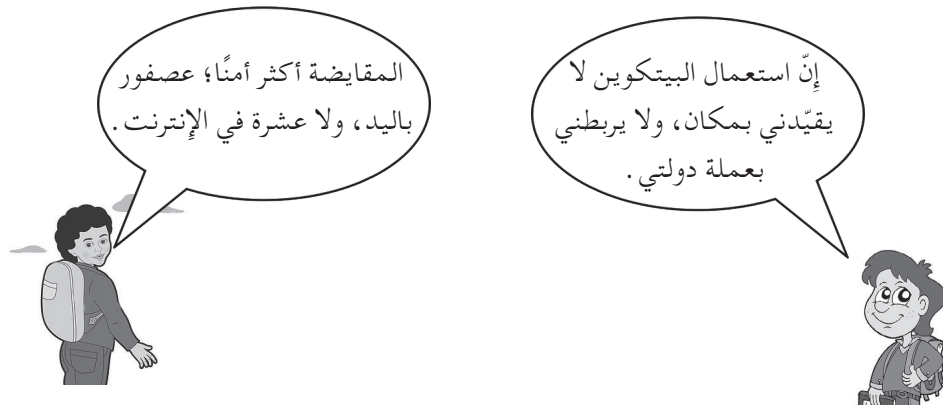 إنّ استعمال البيتكوين لا
يقيّدني بمكان، ولا يربطني
بعملة دولتي.
المقايضة أكثر أمنًا؛ عصفور
باليد، ولا عشرة في الإنترنت.